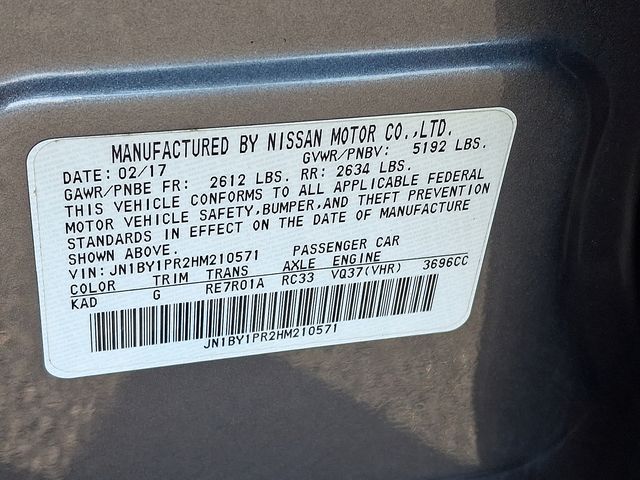 MANUFACTURED BY NISSAN MOTOR CO.,LTD.
DATE: 02/17 GVWR/PNBV: 5192 LBS.
GAWR/PNBE FR: 2612 LBS. RR: 2634 LBS.
THIS VEHICLE CONFORMS TO ALL APPLICABLE FEDERAL
MOTOR VEHICLE SAFETY,BUMPER,AND THEFT PREVENTION
STANDARDS IN EFFECT ON THE DATE OF MANUFACTURE
SHOWN ABOVE.
VIN: JN1BY1PR2HM210571 PASSENGER CAR
COLOR TRIM TRANS AXLE ENGINE
KAD G RE7R01A RC33 VQ37(VHR) 3696CC
JN1BY1PR2HM210571